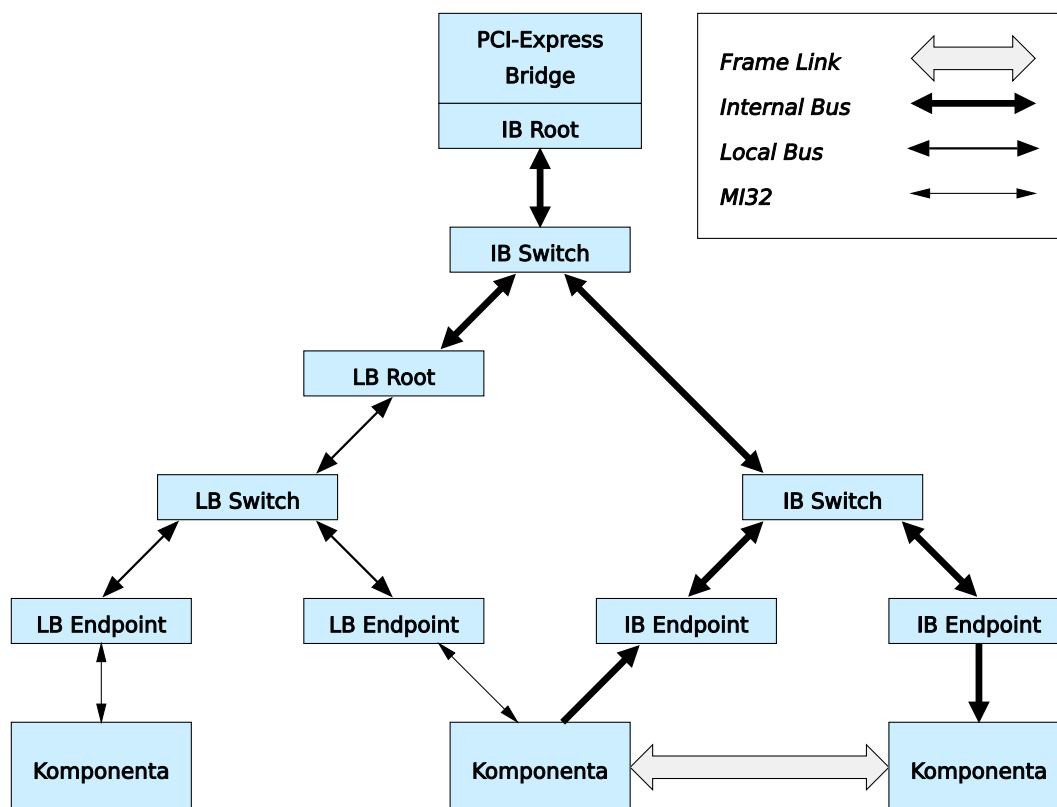 PCI-Express
Bridge
IB Root
Frame Link
Internal Bus
Local Bus
MI32
IB Switch
LB Root
LB Switch
IB Switch
LB Endpoint
LB Endpoint
IB Endpoint
IB Endpoint
Komponenta
Komponenta
Komponenta